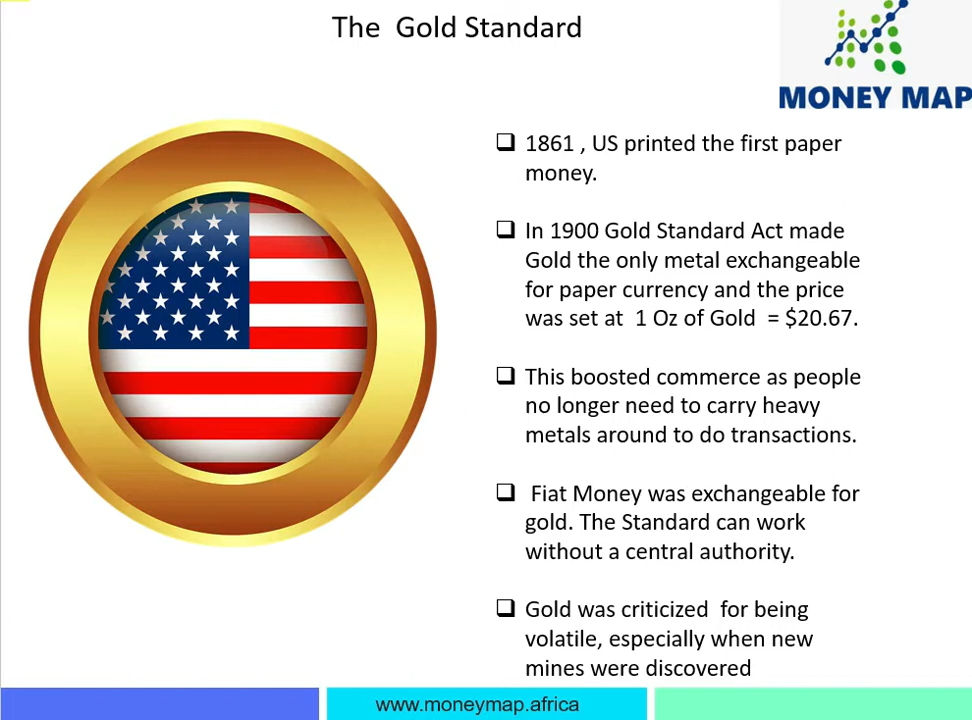 The Gold Standard
MONEY MAP
1861 , US printed the first paper
money.
In 1900 Gold Standard Act made
Gold the only metal exchangeable
for paper currency and the price
was set at 1 Oz of Gold = $20.67.
This boosted commerce as people
no longer need to carry heavy
metals around to do transactions.
Fiat Money was exchangeable for
gold. The Standard can work
without a central authority.
Gold was criticized for being
volatile, especially when new
mines were discovered
www.moneymap.africa